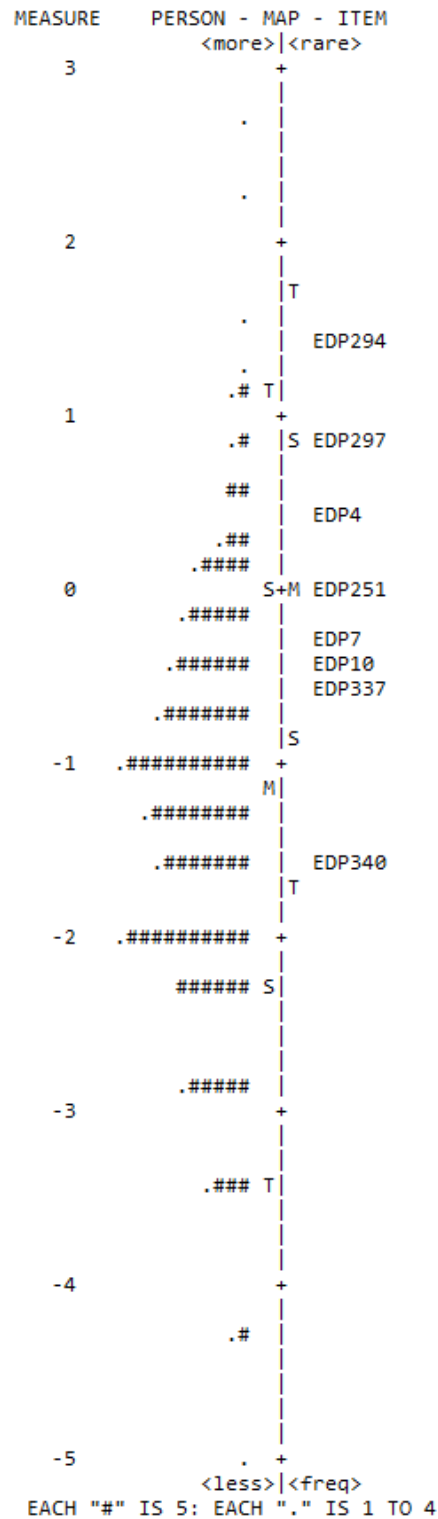 MEASURE PERSON - MAP - ITEM
<more>|<rare>
3 +
|
. |
|
|
. |
|
2 +
|
|T
. |
| EDP294
. |
.# T|
1 +
.# |S EDP297
|
## |
| EDP4
.## |
.#### |
0 S+M EDP251
.##### |
| EDP7
.###### | EDP10
| EDP337
.####### |
|S
-1 .########## +
M|
.######## |
|
.####### | EDP340
|T
|
-2 .########## +
|
###### S|
|
|
|
.##### |
-3 +
|
|
.### T|
|
|
|
-4 +
|
.# |
|
|
|
|
-5 . +
<less>|<freq>
EACH "#" IS 5: EACH "." IS 1 TO 4